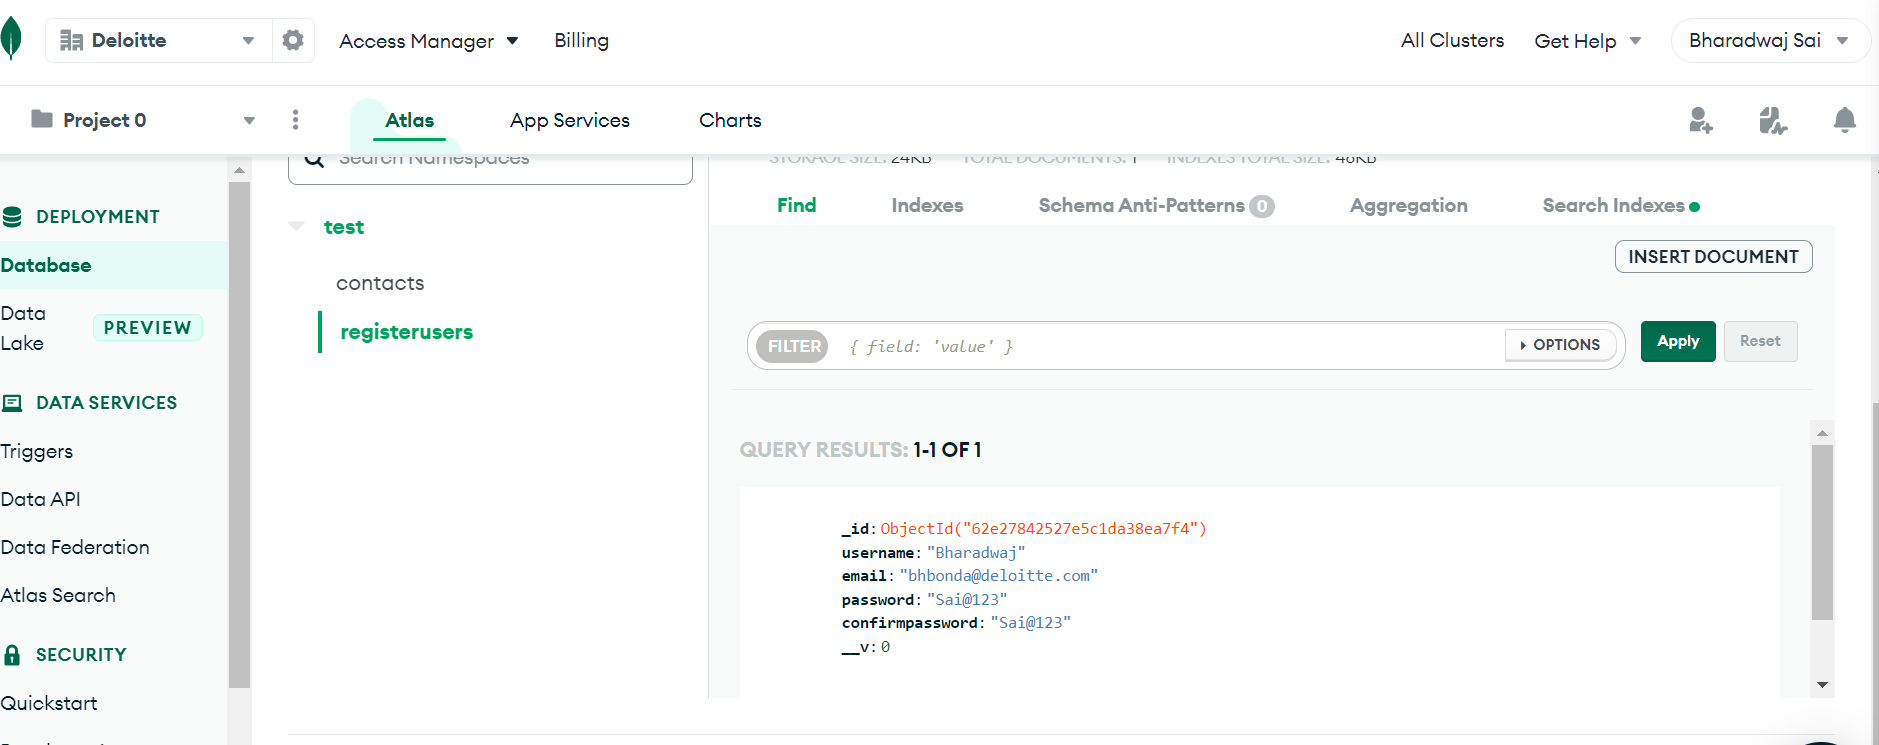 Deloitte
Access Manager
Billing
All Clusters
Get Help
Bharadwaj Sai
Project 0
Atlas
App Services
Charts
Search Namespaces
STORAGE SIZE: 24KB TOTAL DOCUMENTS: 1 INDEXES TOTAL SIZE: 48KB
DEPLOYMENT
Database
Data Lake
PREVIEW
DATA SERVICES
Triggers
Data API
Data Federation
Atlas Search
SECURITY
Quickstart
test
contacts
registerusers
Find
Indexes
Schema Anti-Patterns 0
Aggregation
Search Indexes
INSERT DOCUMENT
FILTER { field: 'value' }
OPTIONS
Apply
Reset
QUERY RESULTS: 1-1 OF 1
_id: ObjectId("62e27842527e5c1da38ea7f4")
username: "Bharadwaj"
email: "bhbonda@deloitte.com"
password: "Sai@123"
confirmpassword: "Sai@123"
__v: 0